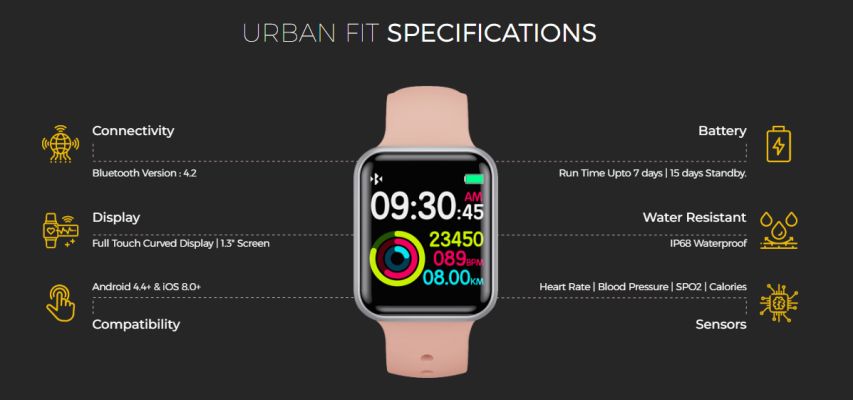 URBAN FIT SPECIFICATIONS
Connectivity
Bluetooth Version : 4.2
Display
Full Touch Curved Display | 1.3" Screen
Android 4.4+ & iOS 8.0+
Compatibility
09:30:45
AM
23450
089BPM
08.00KM
Battery
Run Time Upto 7 days | 15 days Standby.
Water Resistant
IP68 Waterproof
Heart Rate | Blood Pressure | SPO2 | Calories
Sensors